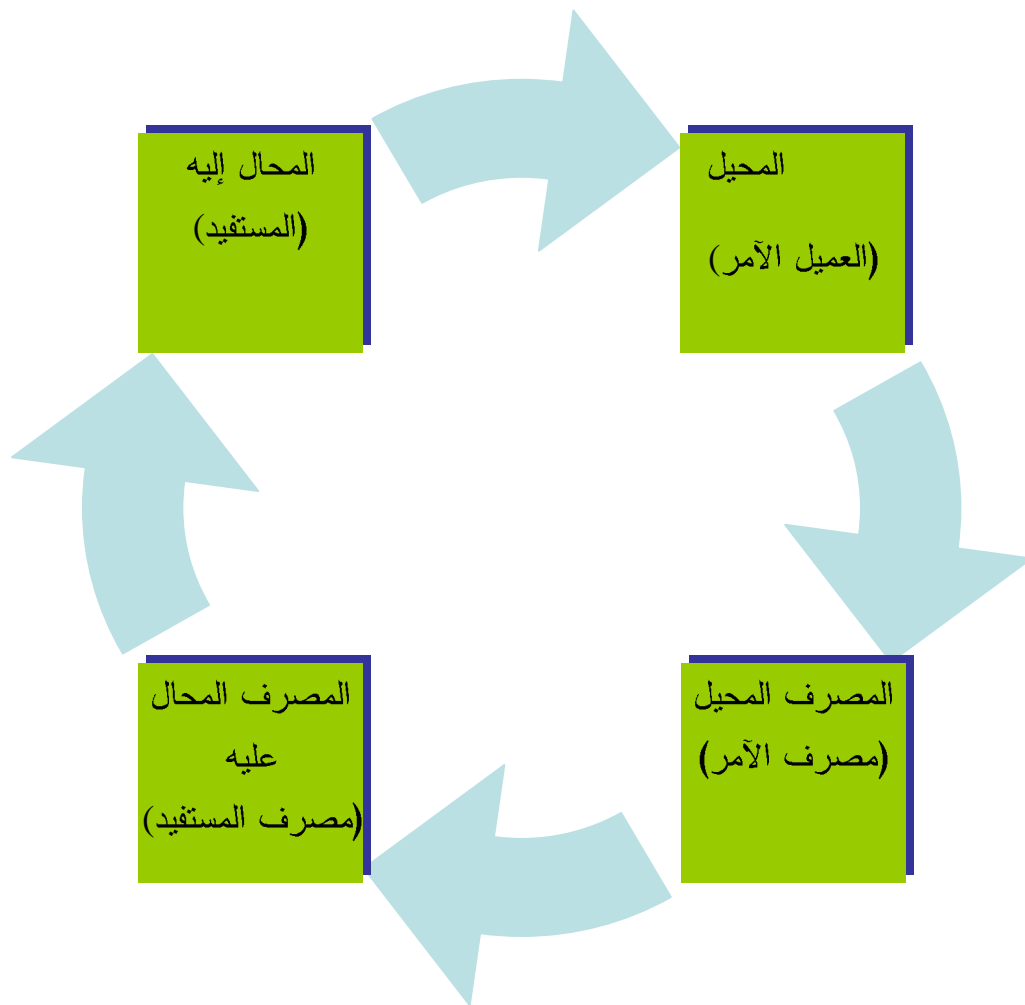 المحيل
(العميل الآمر)
المصرف المحيل
(مصرف الآمر)
المصرف المحال
عليه
(مصرف المستفيد)
المحال إليه
(المستفيد)